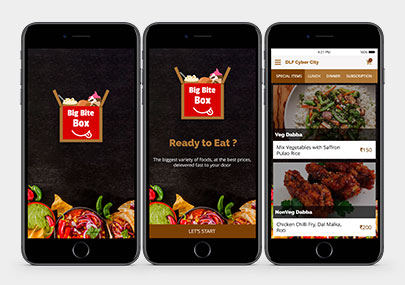 Big Bite
Box
Big Bite
Box
Ready to Eat ?
The biggest variety of foods, at the best prices,
delievered fast to your door
LET'S START
4:21 PM
DLF Cyber City
SPECIAL ITEMS LUNCH DINNER SUBSCRIPTION
Veg Dabba
Mix Vegetables with Saffron
Pulao Rice
₹150
NonVeg Dabba
Chicken Chilli Fry, Dal Makai,
Roti
₹200